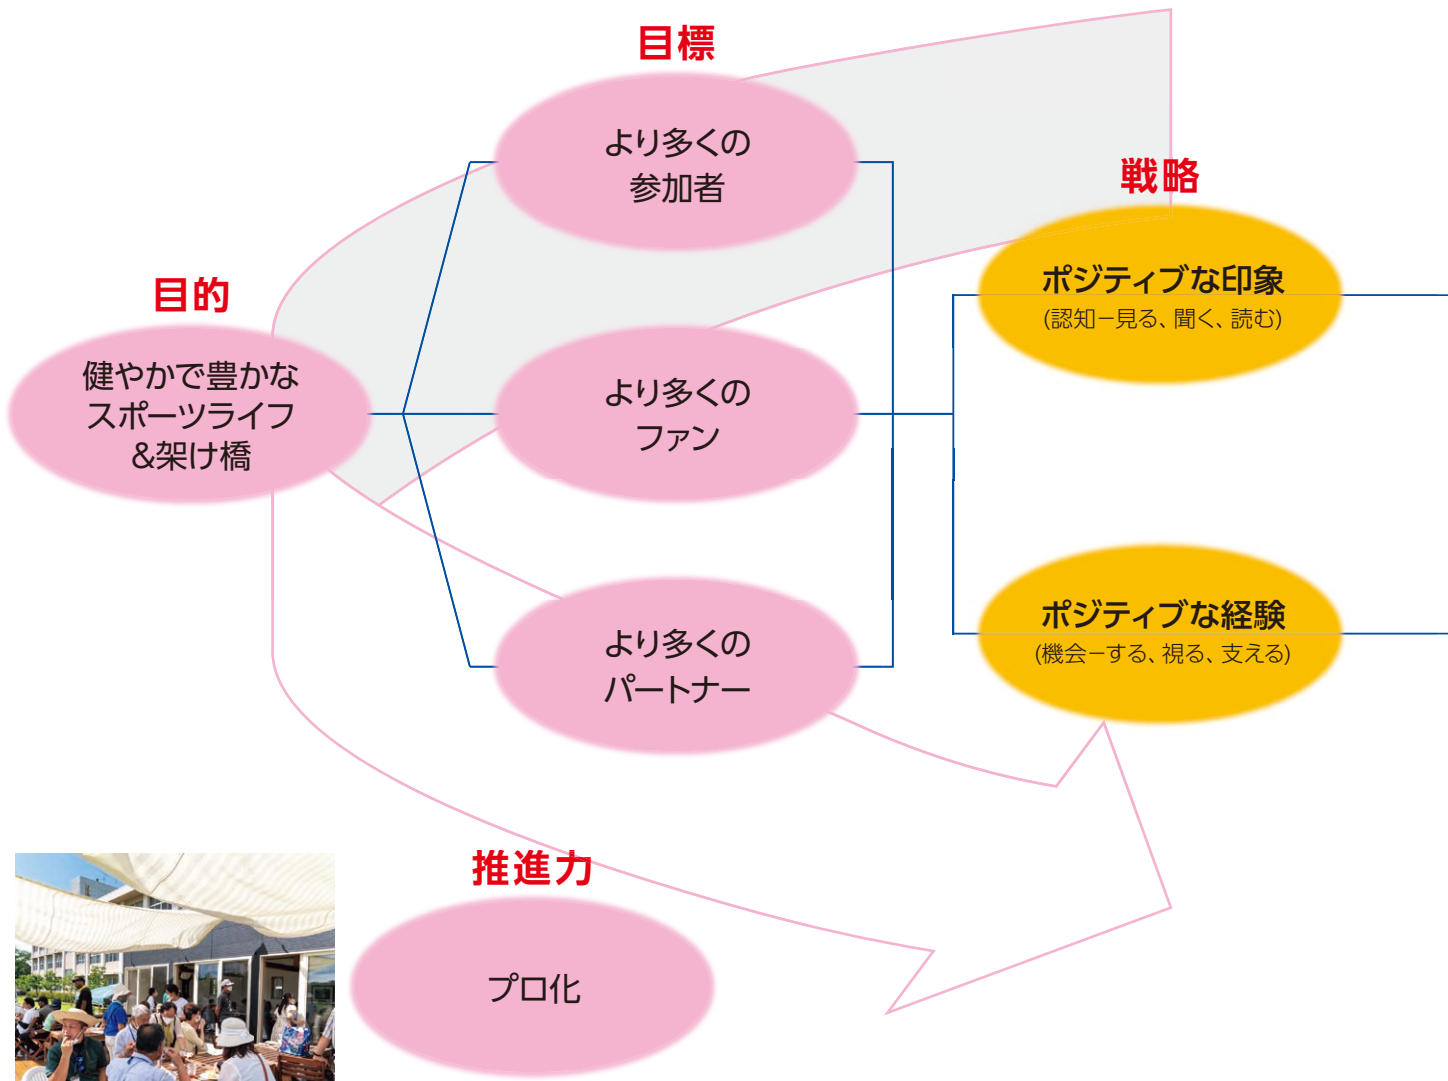 目標
より多くの
参加者
戦略
ポジティブな印象
(認知ー見る、聞く、読む)
目的
健やかで豊かな
スポーツライフ
&架け橋
より多くの
ファン
ポジティブな経験
(機会ーする、視る、支える)
より多くの
パートナー
推進力
プロ化